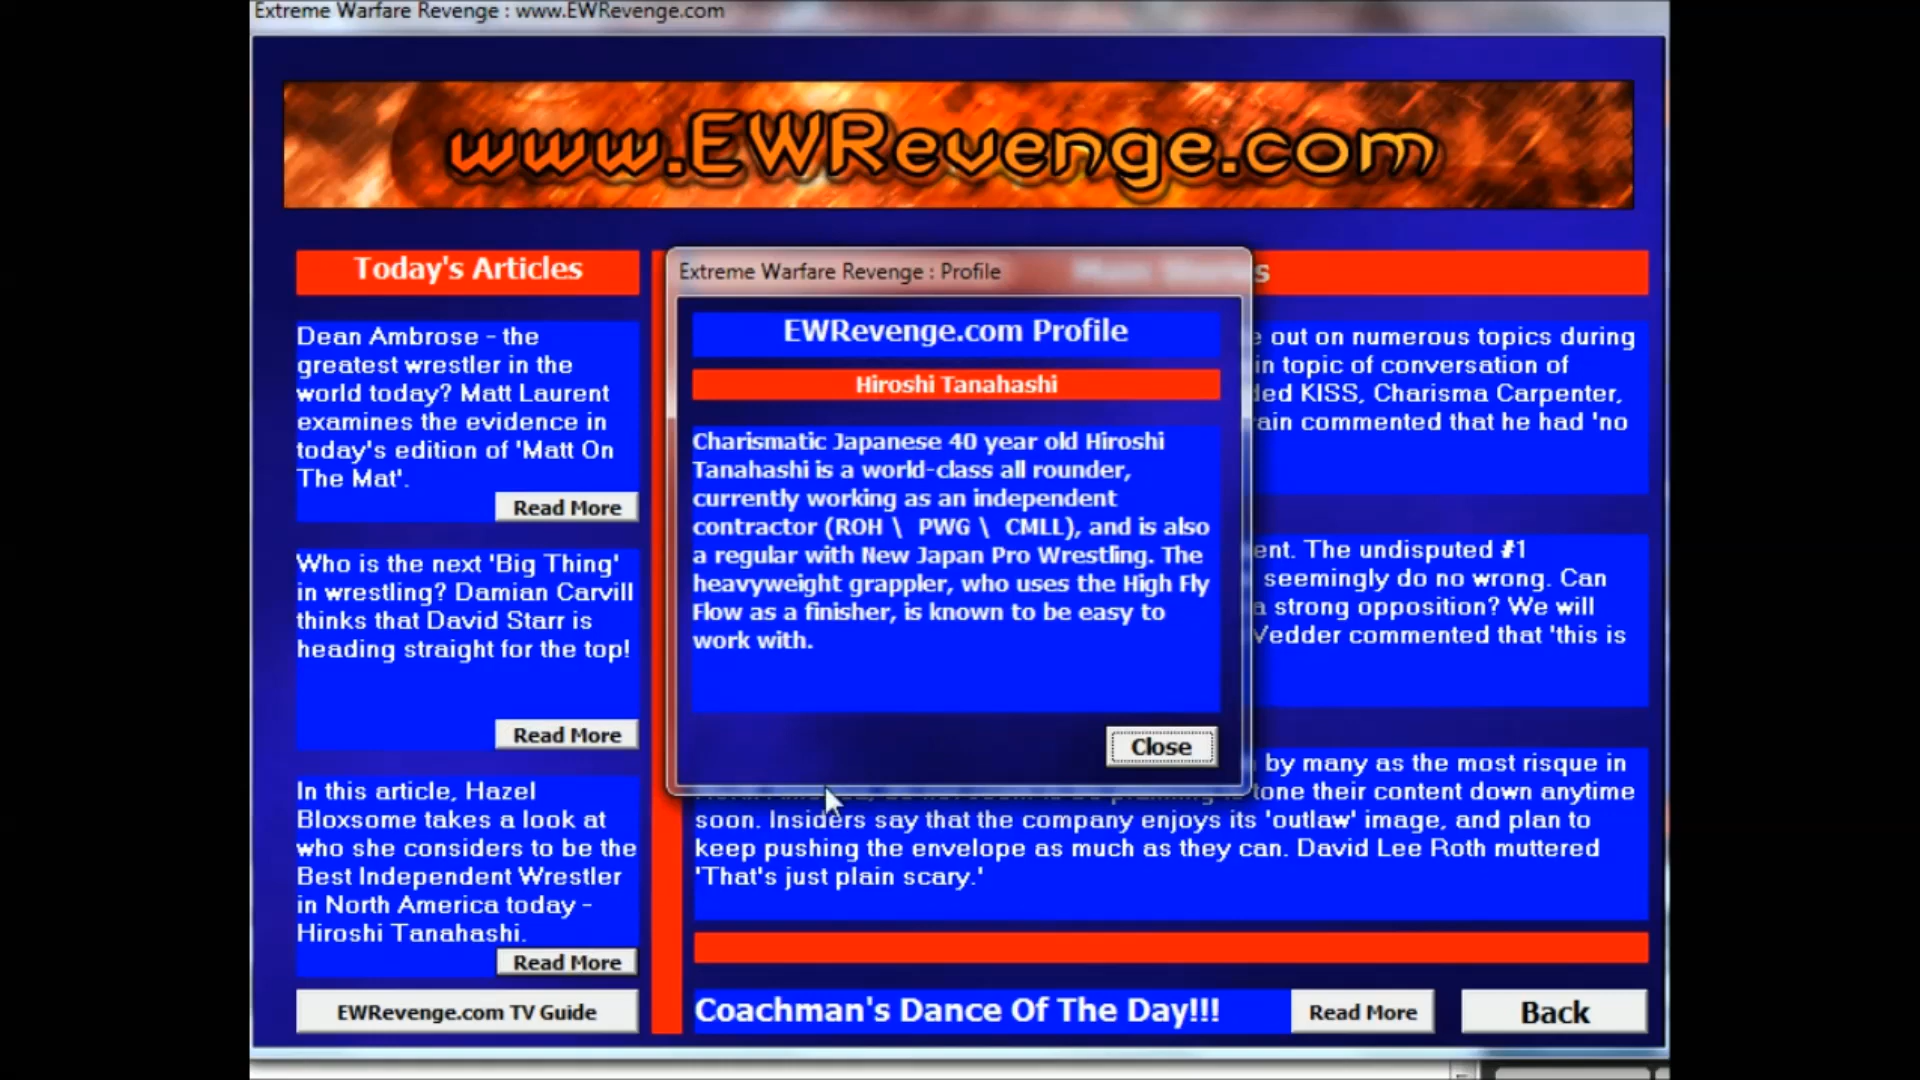 Extreme Warfare Revenge : www.EWRevenge.com
www.EWRevenge.com
Today's Articles
Dean Ambrose - the
greatest wrestler in the
world today? Matt Laurent
examines the evidence in
today's edition of 'Matt On
The Mat'.
Read More
Who is the next 'Big Thing'
in wrestling? Damian Carvill
thinks that David Starr is
heading straight for the top!
Read More
In this article, Hazel
Bloxsome takes a look at
who she considers to be the
Best Independent Wrestler
in North America today -
Hiroshi Tanahashi.
Read More
EWRevenge.com TV Guide
Extreme Warfare Revenge : Profile
EWRevenge.com Profile
Hiroshi Tanahashi
Charismatic Japanese 40 year old Hiroshi
Tanahashi is a world-class all rounder,
currently working as an independent
contractor (ROH \ PWG \ CMLL), and is also
a regular with New Japan Pro Wrestling. The
heavyweight grappler, who uses the High Fly
Flow as a finisher, is known to be easy to
work with.
Close
out on numerous topics during
in topic of conversation of
KISS, Charisma Carpenter,
commented that he had 'no
The undisputed #1
seemingly do no wrong. Can
a strong opposition? We will
Vedder commented that 'this is
by many as the most risque in
tone their content down anytime
soon. Insiders say that the company enjoys its 'outlaw' image, and plan to
keep pushing the envelope as much as they can. David Lee Roth muttered
'That's just plain scary.'
Coachman's Dance Of The Day!!!
Read More
Back